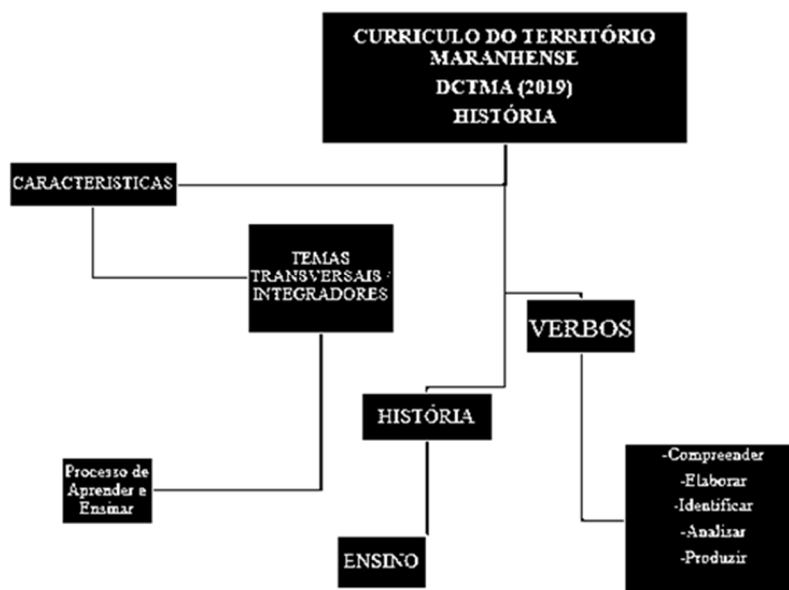 CURRICULO DO TERRITÓRIO
MARANHENSE
DCTMA (2019)
HISTÓRIA
CARACTERISTICAS
TEMAS
TRANSVERSAIS /
INTEGRADORES
VERBOS
HISTÓRIA
Processo de
Aprender e
Ensinar
-Compreender
-Elaborar
-Identificar
-Analisar
-Produzir
ENSINO